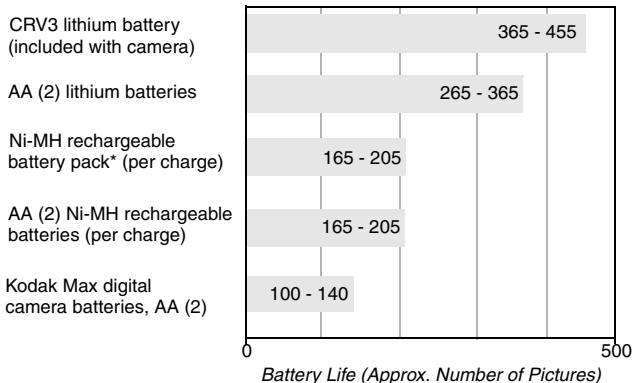 CRV3 lithium battery
(included with camera)
365 - 455
AA (2) lithium batteries
265 - 365
Ni-MH rechargeable
battery pack* (per charge)
165 - 205
AA (2) Ni-MH rechargeable
batteries (per charge)
165 - 205
Kodak Max digital
camera batteries, AA (2)
100 - 140
0
500
Battery Life (Approx. Number of Pictures)